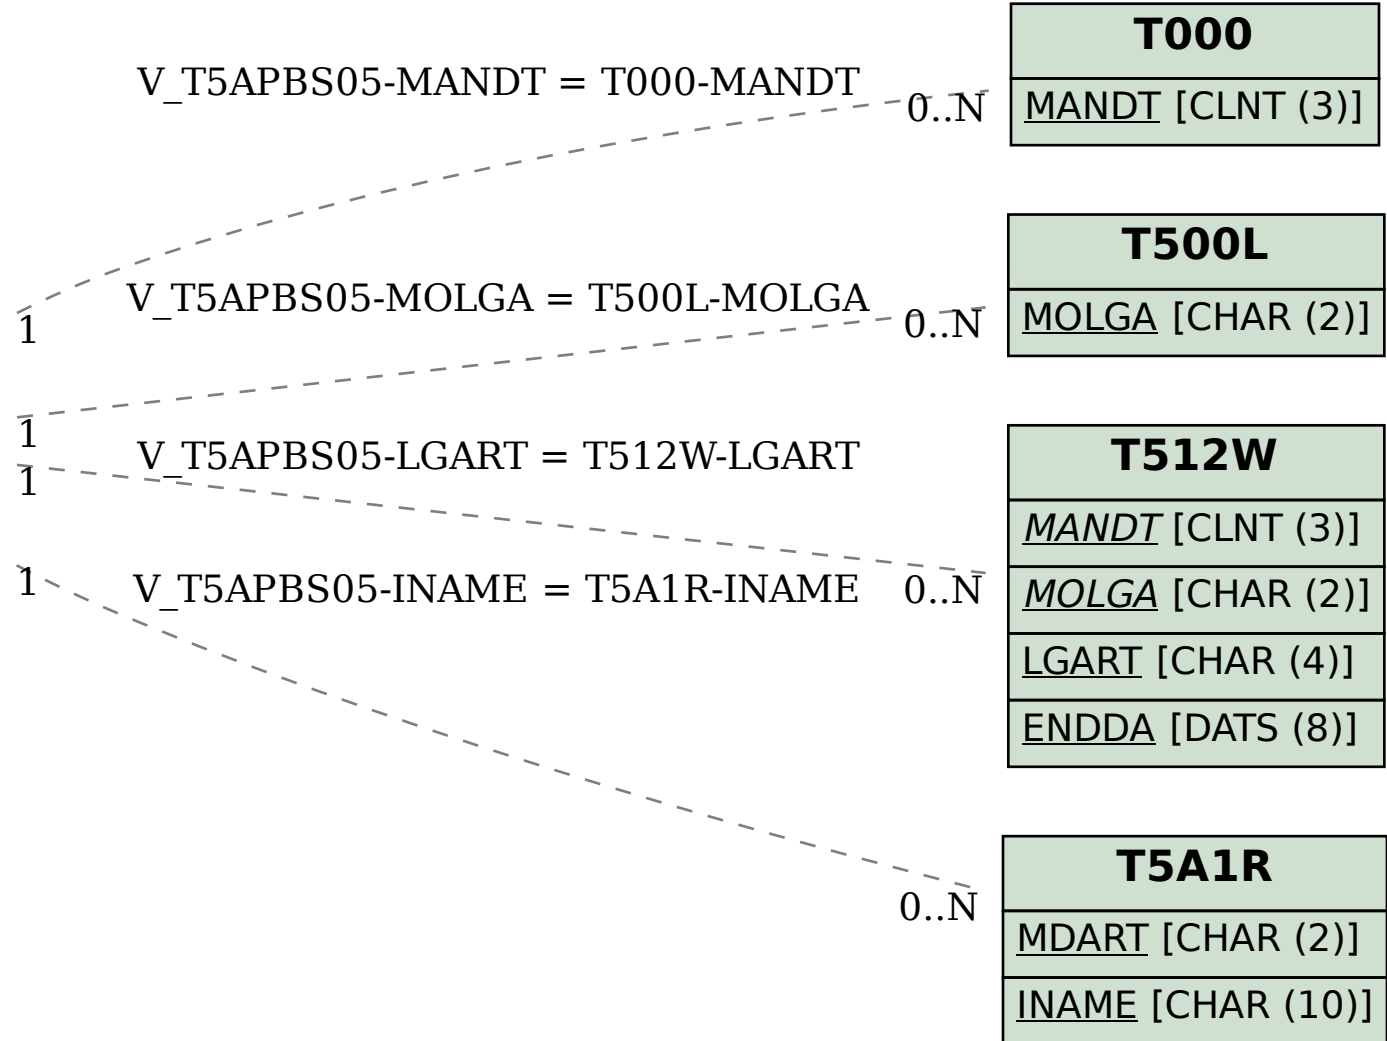 T000
V_T5APBS05-MANDT = T000-MANDT
0..N
MANDT [CLNT (3)]
T500L
V_T5APBS05-MOLGA = T500L-MOLGA
1
0..N
MOLGA [CHAR (2)]
1
V_T5APBS05-LGART = T512W-LGART
1
T512W
MANDT [CLNT (3)]
1
V_T5APBS05-INAME = T5A1R-INAME
0..N
MOLGA [CHAR (2)]
LGART [CHAR (4)]
ENDDA [DATS (8)]
T5A1R
0..N
MDART [CHAR (2)]
INAME [CHAR (10)]